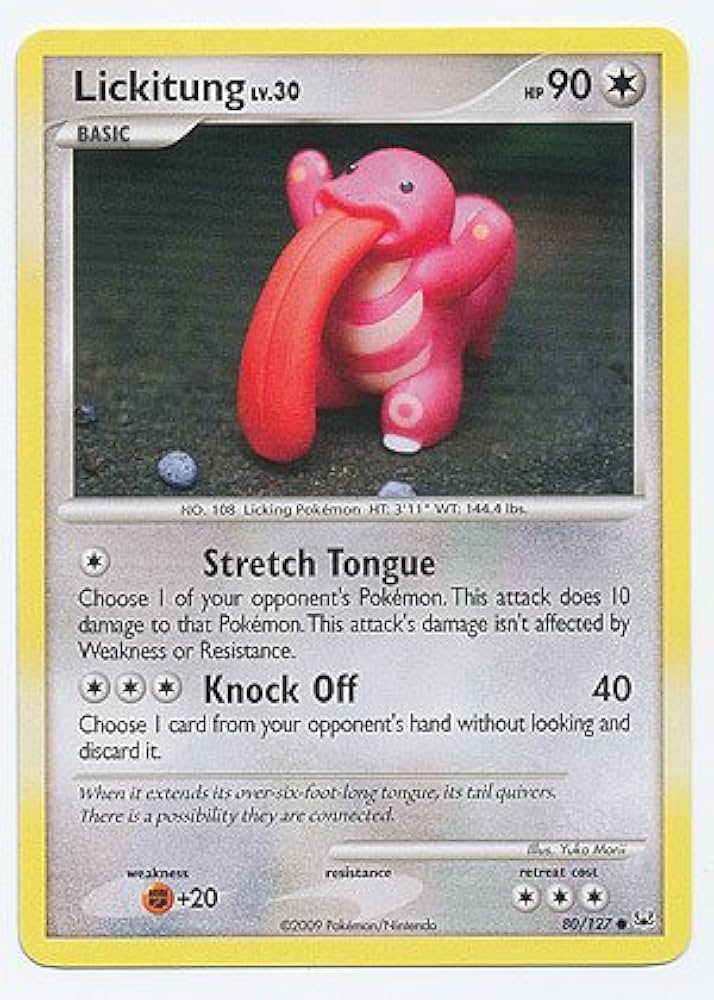 Lickitung LV.30 HP 90
BASIC
NO. 108 Licking Pokémon HT: 3'11" WT: 144.4 lbs.
Stretch Tongue
Choose 1 of your opponent's Pokémon. This attack does 10
damage to that Pokémon. This attack's damage isn't affected by
Weakness or Resistance.
Knock Off 40
Choose 1 card from your opponent's hand without looking and
discard it.
When it extends its over-six-foot-long tongue, its tail quivers.
There is a possibility they are connected.
Illus. Yuka Morii
weakness resistance retreat cost
+20
©2009 Pokémon/Nintendo 80/127